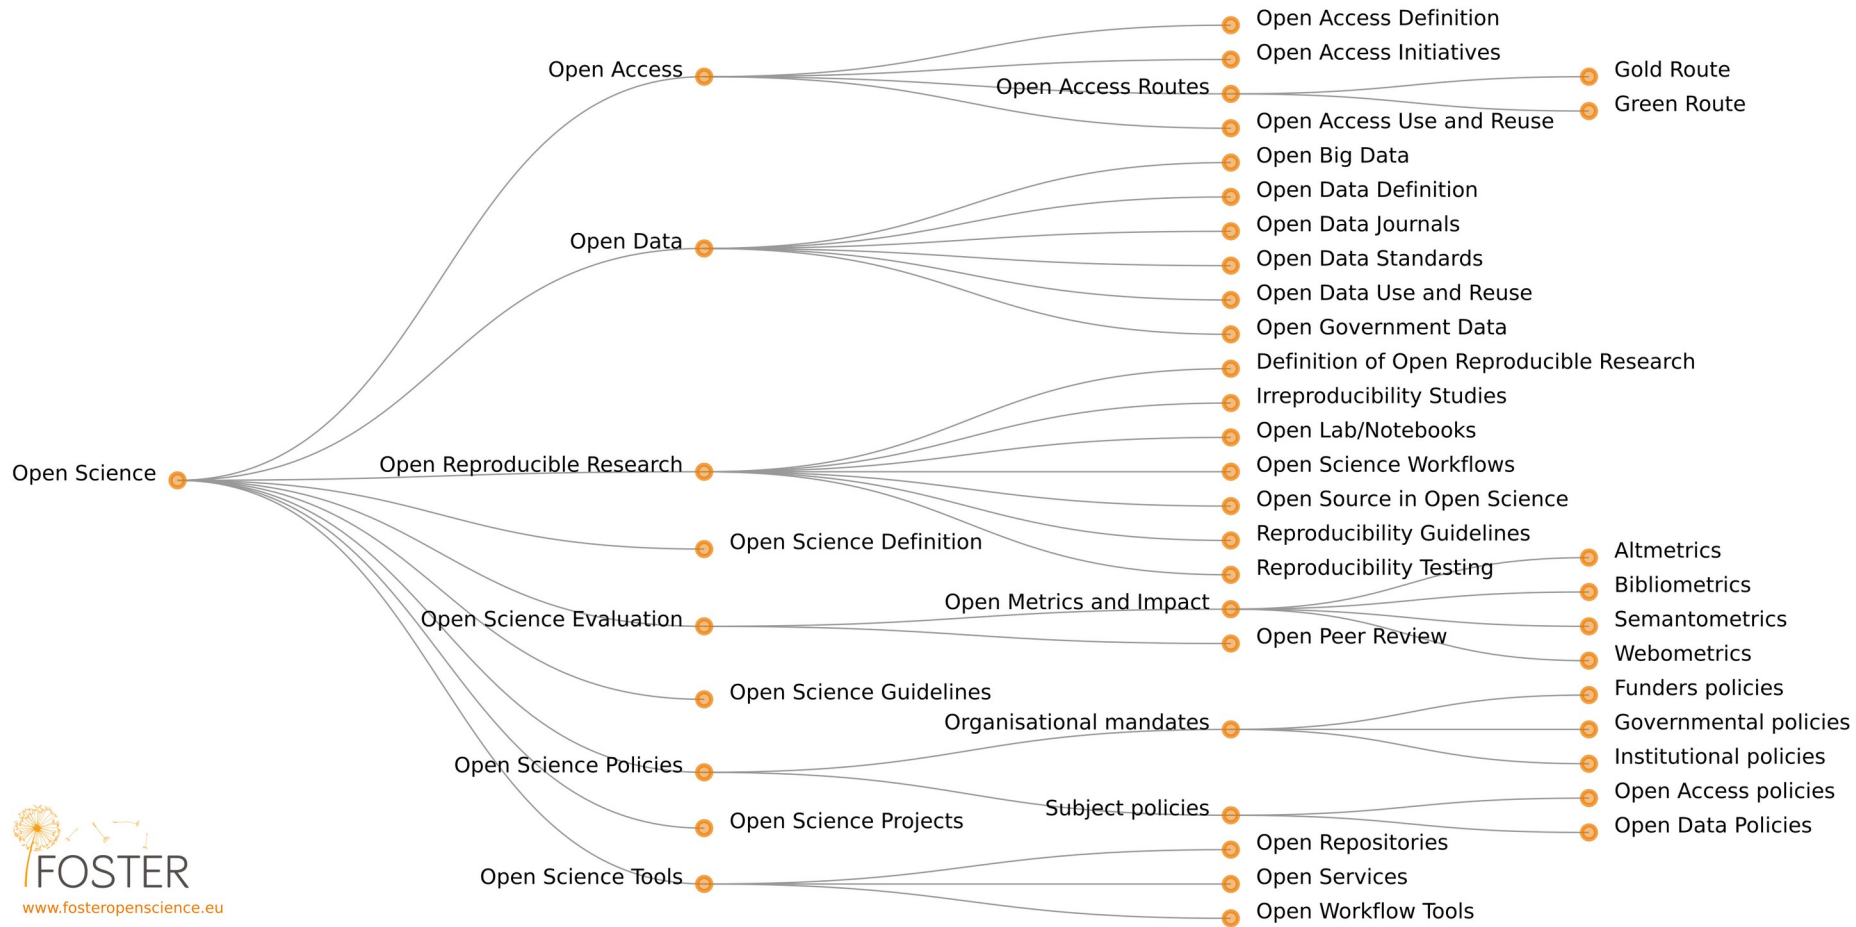 Open Science
Open Access
Open Access Definition
Open Access Initiatives
Open Access Routes
Gold Route
Green Route
Open Access Use and Reuse
Open Data
Open Big Data
Open Data Definition
Open Data Journals
Open Data Standards
Open Data Use and Reuse
Open Government Data
Open Reproducible Research
Definition of Open Reproducible Research
Irreproducibility Studies
Open Lab/Notebooks
Open Science Workflows
Open Source in Open Science
Reproducibility Guidelines
Reproducibility Testing
Open Science Definition
Open Science Evaluation
Open Metrics and Impact
Altmetrics
Bibliometrics
Semantometrics
Webometrics
Open Peer Review
Open Science Guidelines
Open Science Policies
Organisational mandates
Funders policies
Governmental policies
Institutional policies
Subject policies
Open Access policies
Open Data Policies
Open Science Projects
Open Science Tools
Open Repositories
Open Services
Open Workflow Tools
FOSTER
www.fosteropenscience.eu